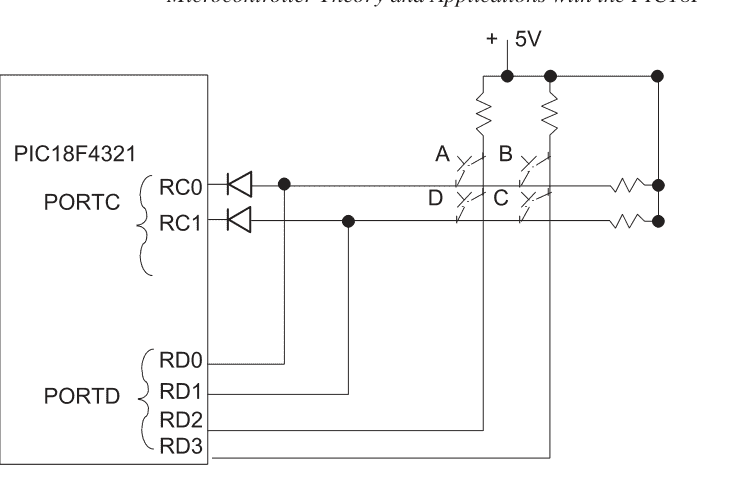 Microcontroller Theory and Applications with the PIC18F
+ 5V
PIC18F4321
A B
RC0
PORTC
D C
RC1
RD0
RD1
PORTD
RD2
RD3